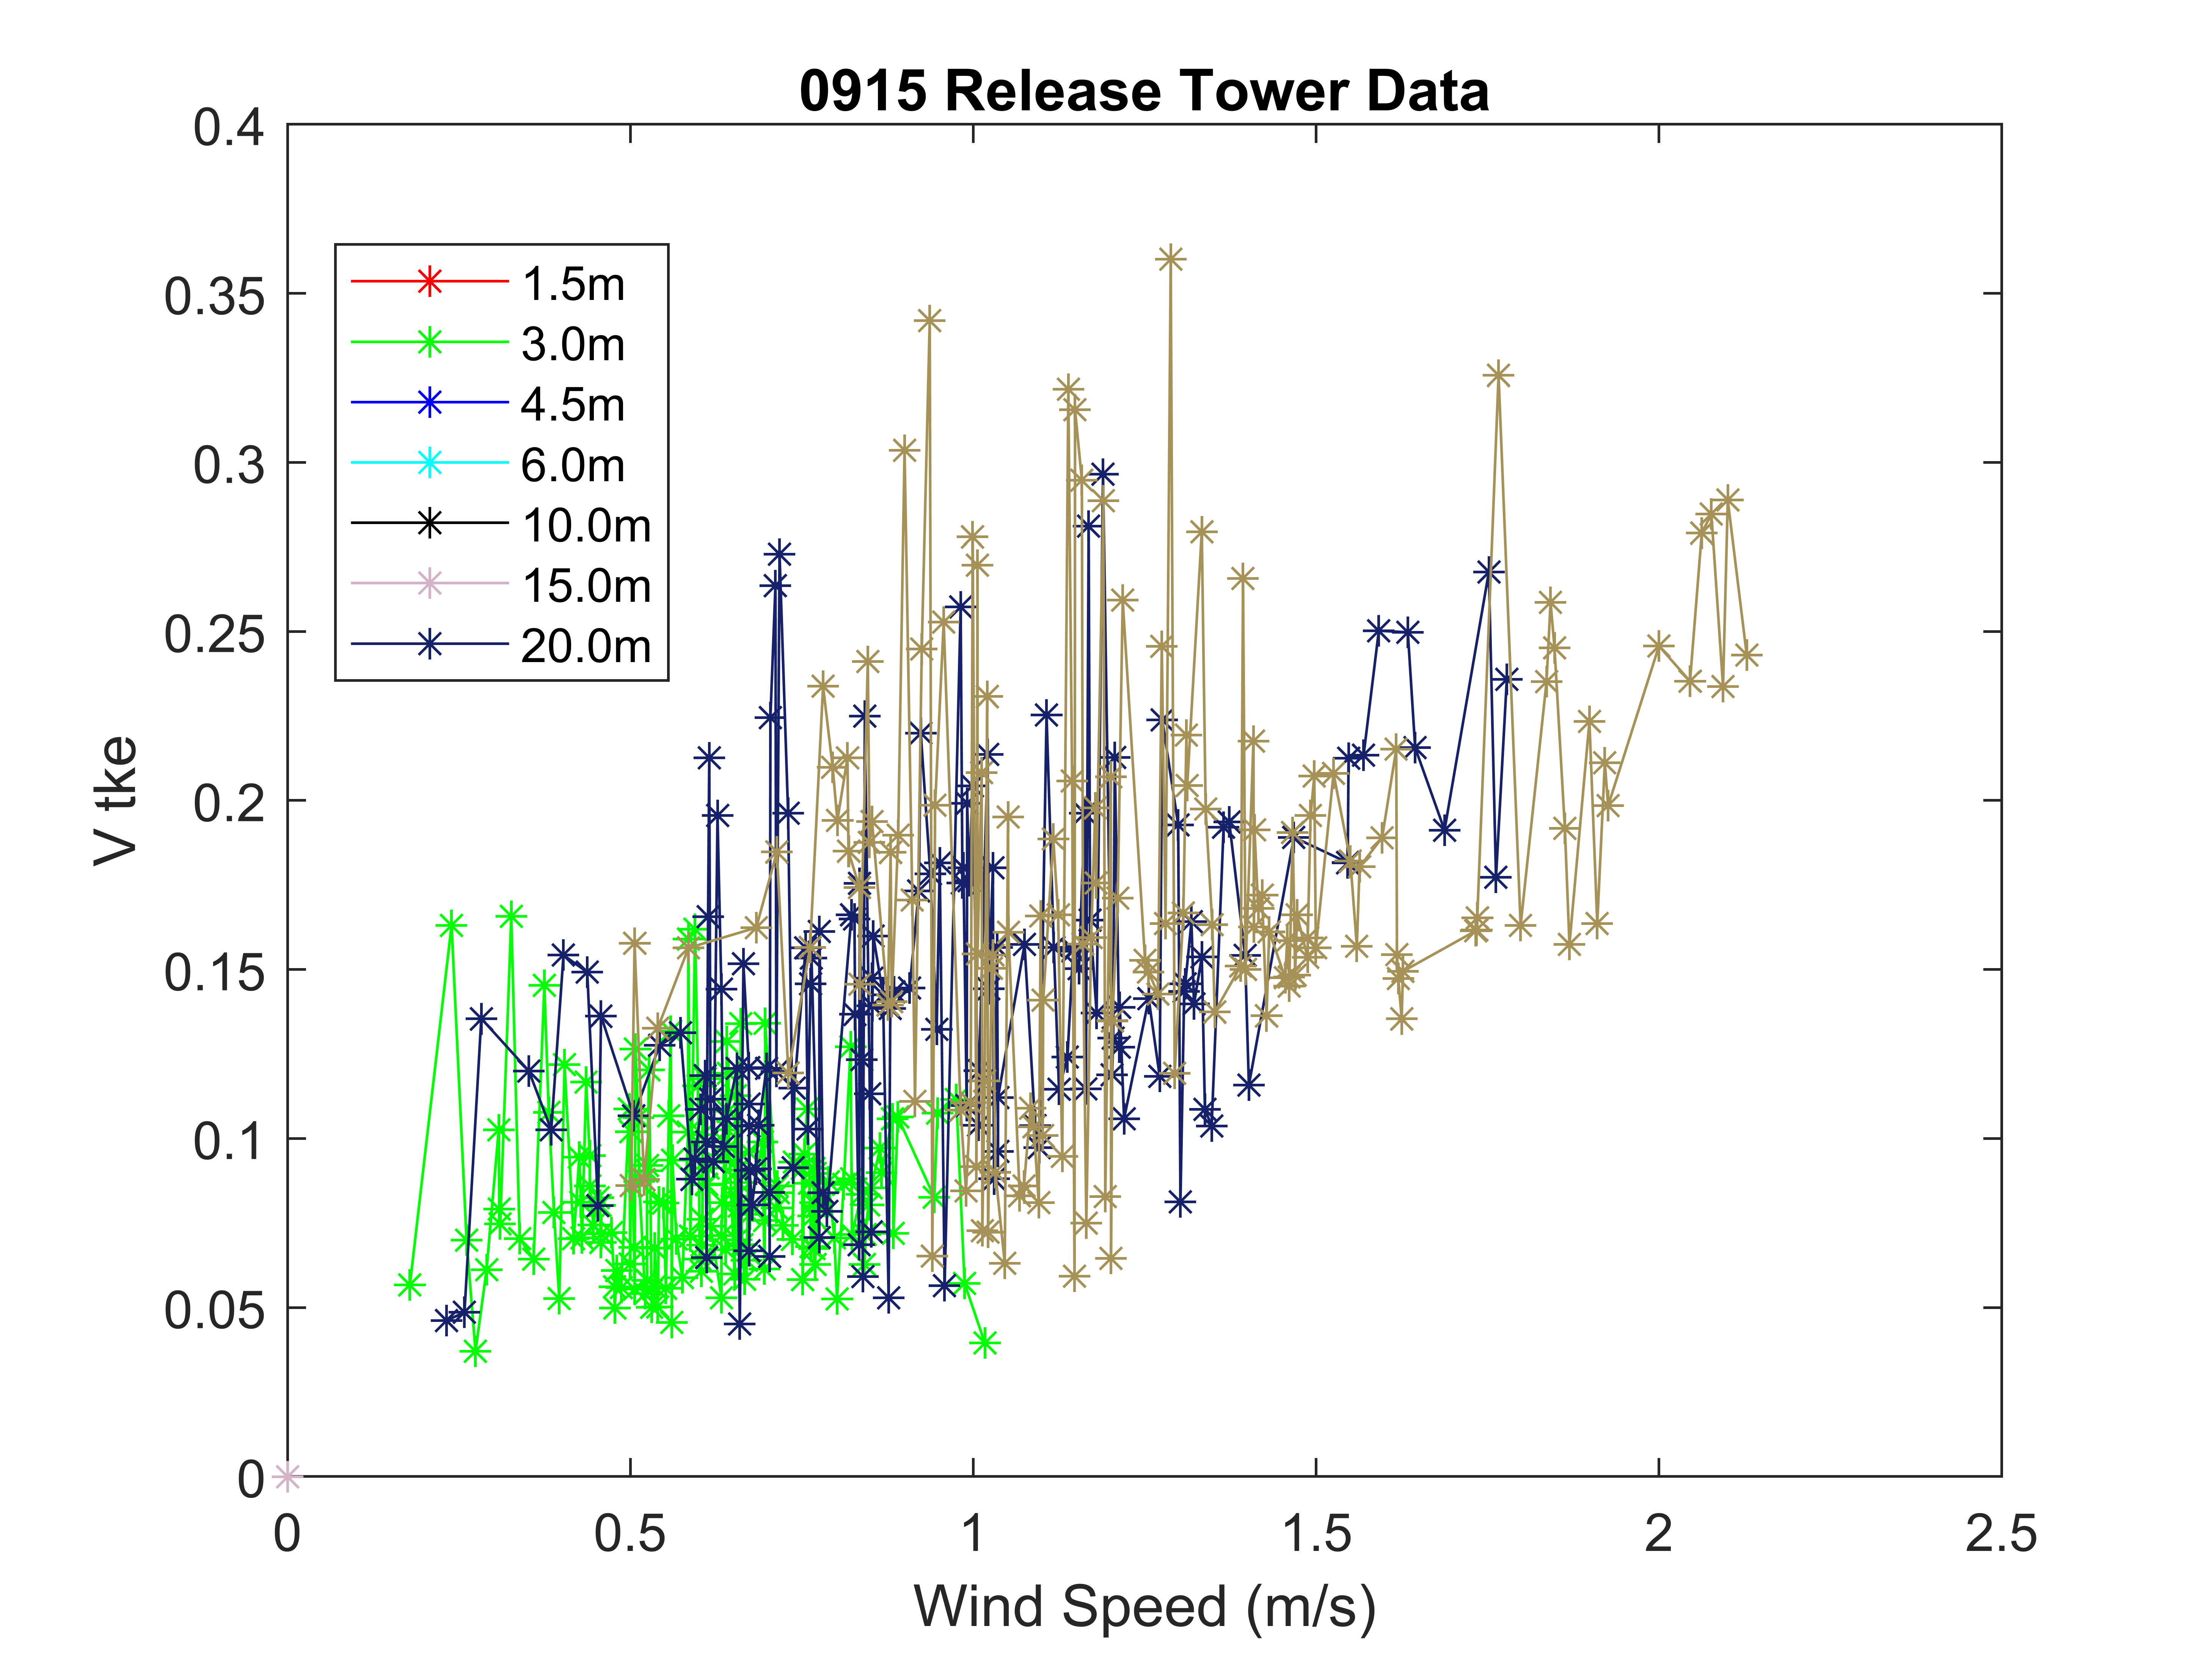 0915 Release Tower Data
0.4
0.35
0.3
0.25
0.2
0.15
0.1
0.05
0
V tke
1.5m
3.0m
4.5m
6.0m
10.0m
15.0m
20.0m
0 0.5 1 1.5 2 2.5
Wind Speed (m/s)